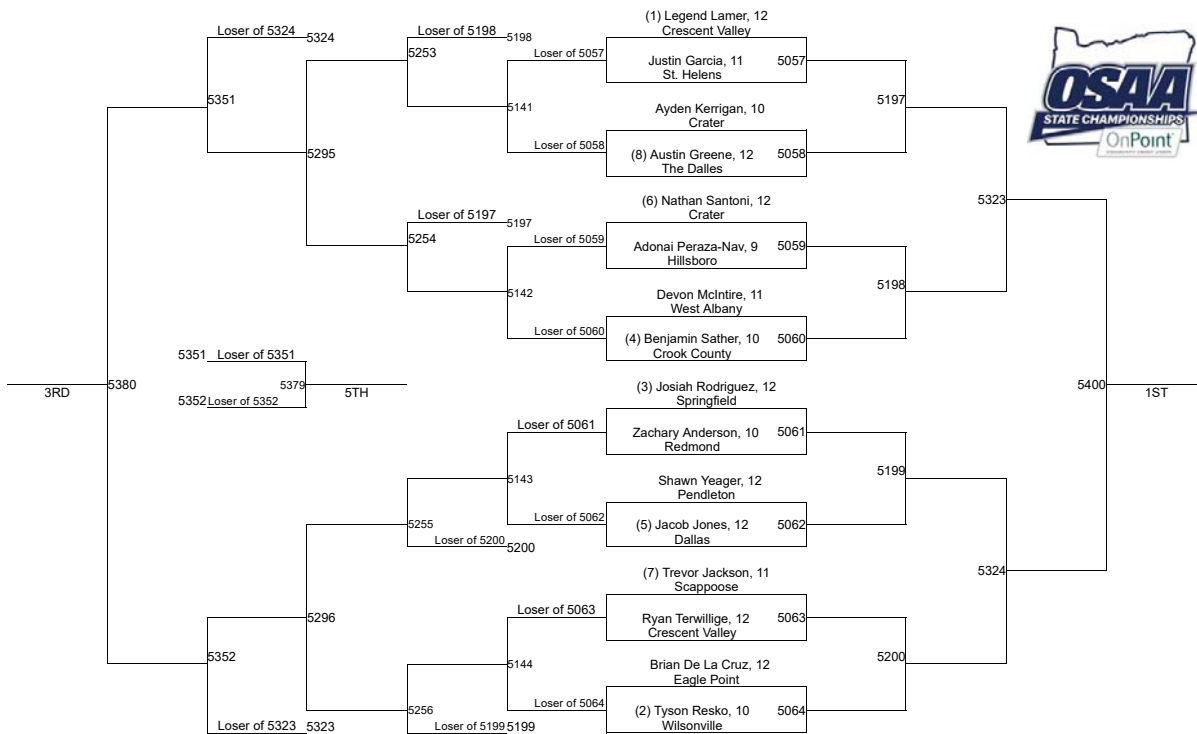 (1) Legend Lamer, 12
Crescent Valley
Justin Garcia, 11
St. Helens
5057
Ayden Kerrigan, 10
Crater
(8) Austin Greene, 12
The Dalles
5058
(6) Nathan Santoni, 12
Crater
Adonai Peraza-Nav, 9
Hillsboro
5059
Devon McIntire, 11
West Albany
(4) Benjamin Sather, 10
Crook County
5060
(3) Josiah Rodriguez, 12
Springfield
Zachary Anderson, 10
Redmond
5061
Shawn Yeager, 12
Pendleton
(5) Jacob Jones, 12
Dallas
5062
(7) Trevor Jackson, 11
Scappoose
Ryan Terwillige, 12
Crescent Valley
5063
Brian De La Cruz, 12
Eagle Point
(2) Tyson Resko, 10
Wilsonville
5064
5197
5198
5199
5200
5323
5324
5400
1ST
Loser of 5057
Loser of 5058
5141
Loser of 5059
Loser of 5060
5142
Loser of 5061
Loser of 5062
5143
Loser of 5063
Loser of 5064
5144
Loser of 5198
5198
5253
Loser of 5197
5197
5254
5255
Loser of 5200
5200
5256
Loser of 5199
5199
5295
5296
Loser of 5324
5324
5351
5352
Loser of 5323
5323
5351
Loser of 5351
5352
Loser of 5352
5379
5TH
5380
3RD
OSAA
STATE CHAMPIONSHIPS
OnPoint